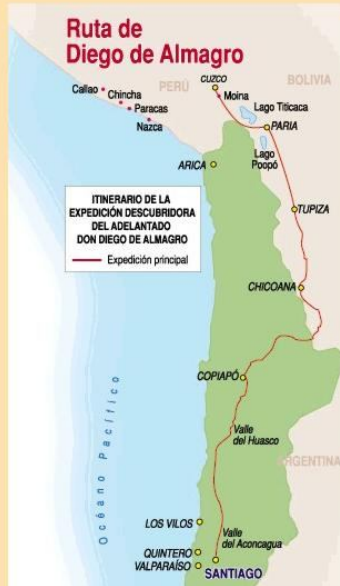 Ruta de
Diego de Almagro
CUZCO
PERÚ
BOLIVIA
Callao
Moina
Chincha
Lago Titicaca
Paracas
PARIA
Nazca
Lago
Poopó
ARICA
ITINERARIO DE LA
EXPEDICIÓN DESCUBRIDORA
DEL ADELANTADO
DON DIEGO DE ALMAGRO
Expedición principal
TUPIZA
CHICOANA
COPIAPÓ
Océano Pacífico
Valle
del Huasco
ARGENTINA
LOS VILOS
Valle
del Aconcagua
QUINTERO
VALPARAÍSO
SANTIAGO